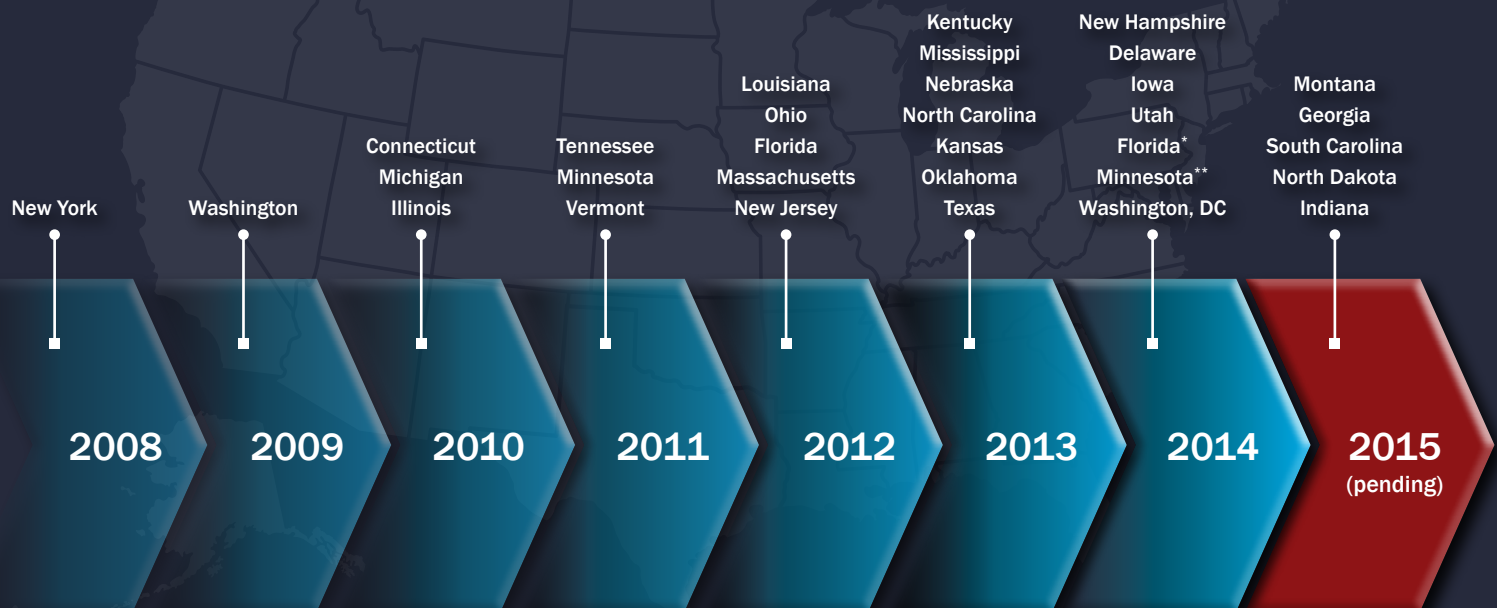 New York
2008
Washington
2009
Connecticut
Michigan
Illinois
2010
Tennessee
Minnesota
Vermont
2011
Louisiana
Ohio
Florida
Massachusetts
New Jersey
2012
Kentucky
Mississippi
Nebraska
North Carolina
Kansas
Oklahoma
Texas
2013
New Hampshire
Delaware
Iowa
Utah
Florida*
Minnesota**
Washington, DC
2014
Montana
Georgia
South Carolina
North Dakota
Indiana
2015
(pending)